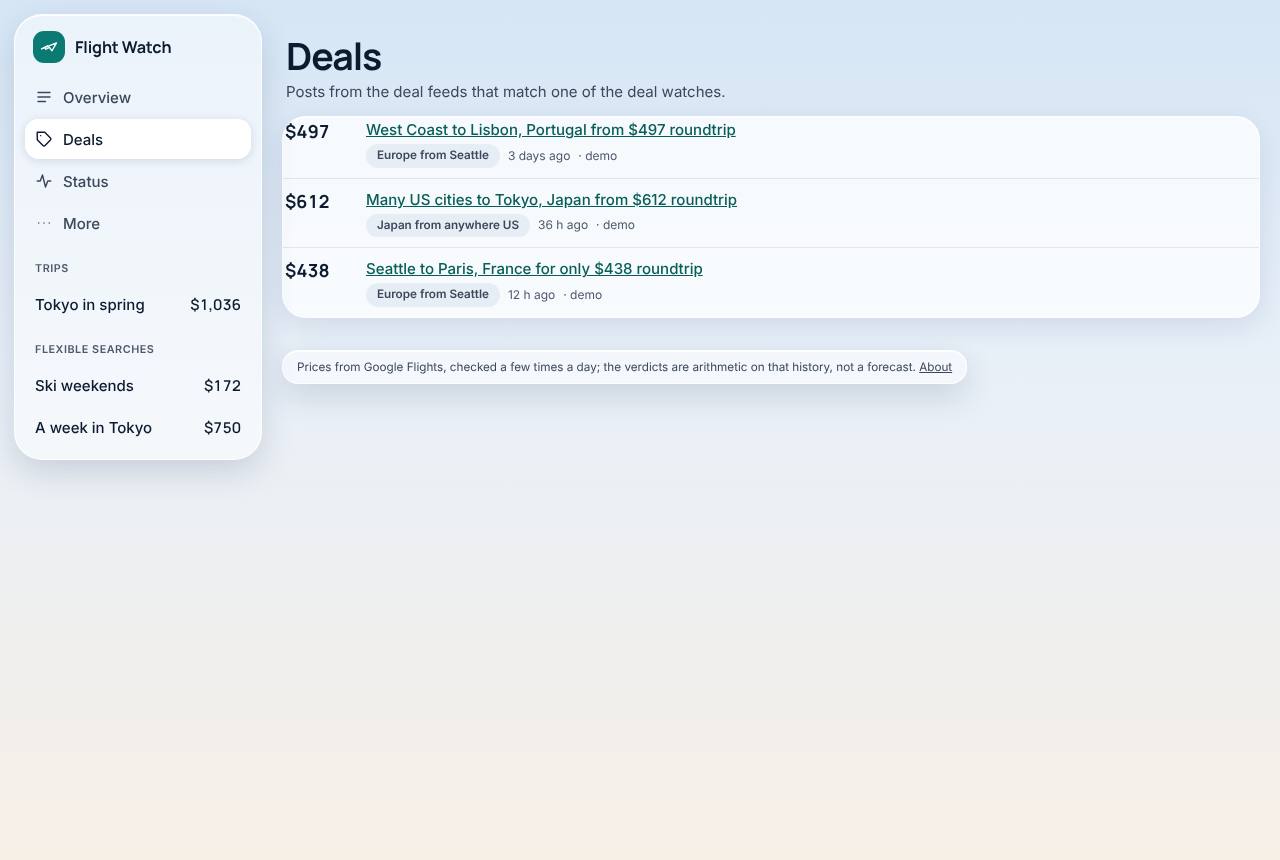 Flight Watch
Overview
Deals
Status
More
TRIPS
Tokyo in spring $1,036
FLEXIBLE SEARCHES
Ski weekends $172
A week in Tokyo $750
Deals
Posts from the deal feeds that match one of the deal watches.
$497 West Coast to Lisbon, Portugal from $497 roundtrip
Europe from Seattle 3 days ago · demo
$612 Many US cities to Tokyo, Japan from $612 roundtrip
Japan from anywhere US 36 h ago · demo
$438 Seattle to Paris, France for only $438 roundtrip
Europe from Seattle 12 h ago · demo
Prices from Google Flights, checked a few times a day; the verdicts are arithmetic on that history, not a forecast. About